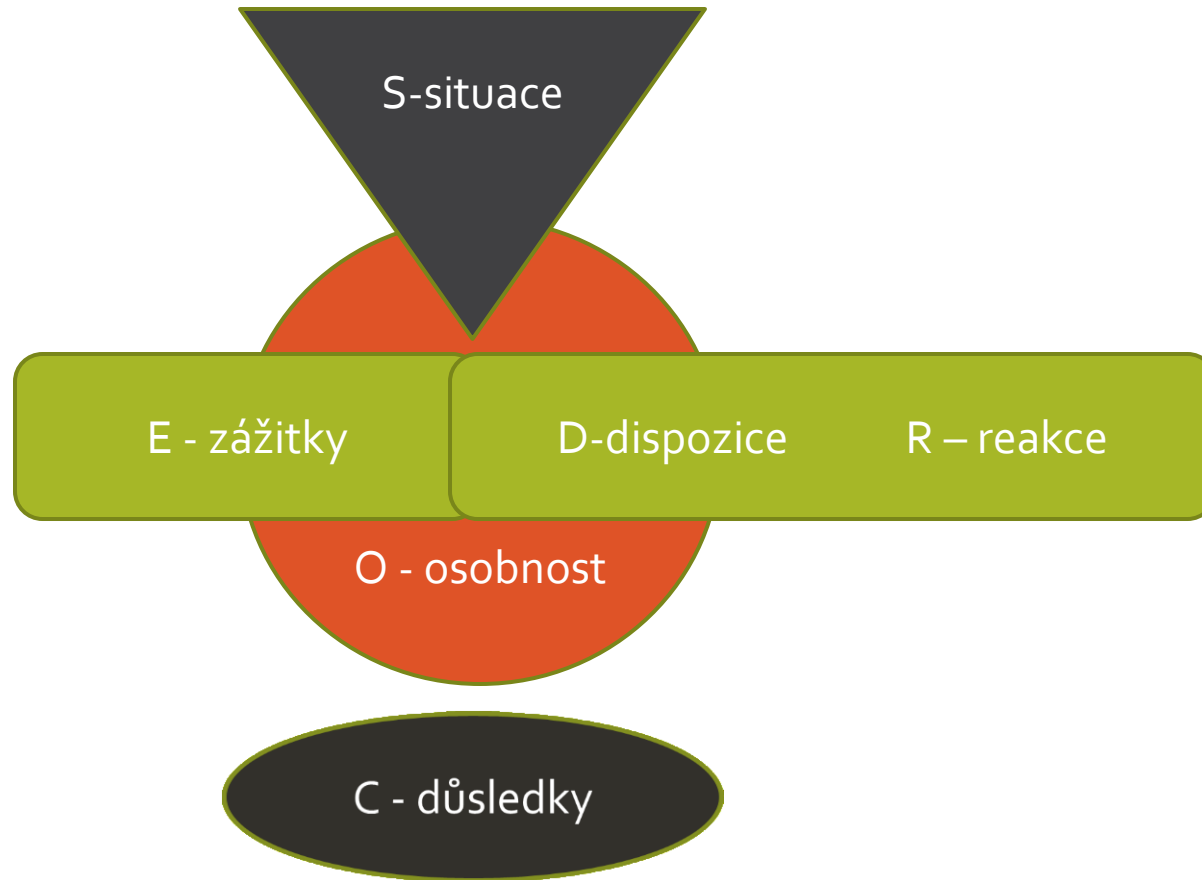 S-situace
E - zážitky
D-dispozice
R – reakce
O - osobnost
C - důsledky